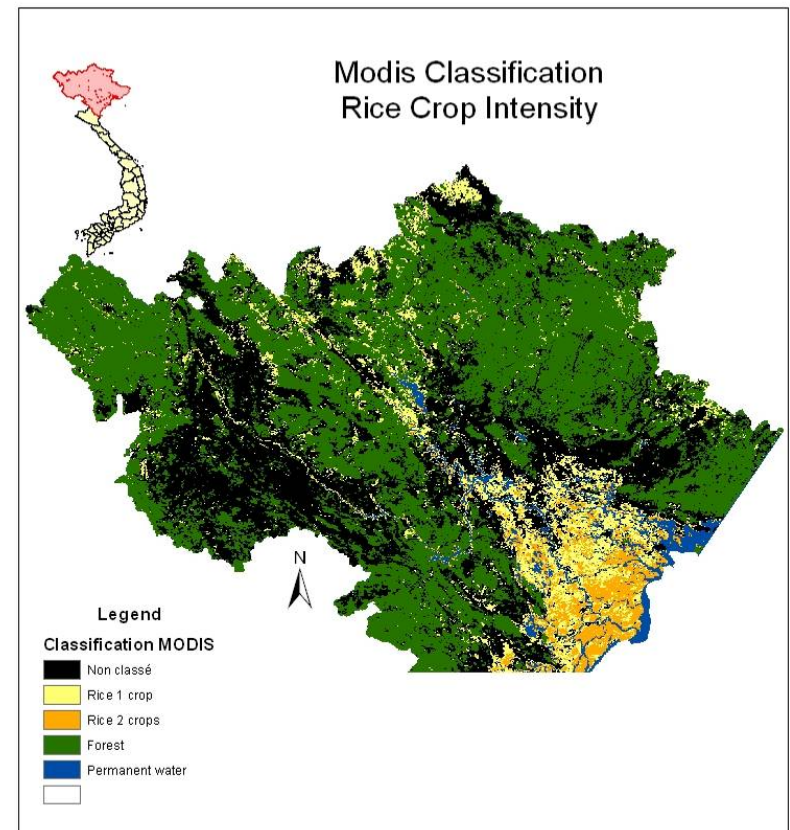 Modis Classification
Rice Crop Intensity
N
Legend
Classification MODIS
Non classé
Rice 1 crop
Rice 2 crops
Forest
Permanent water